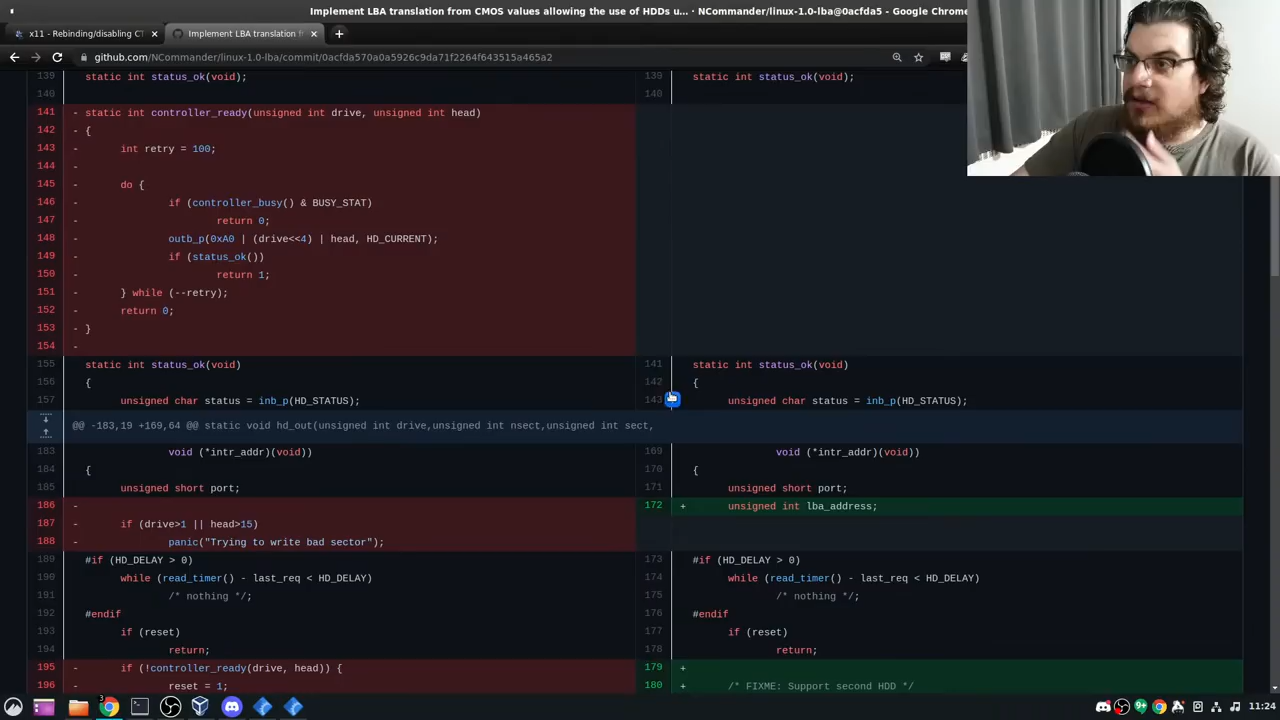 Implement LBA translation from CMOS values allowing the use of HDDs u... · NCommander/linux-1.0-lba@0acfda5 - Google Chrome
x11 - Rebinding/disabling CT
Implement LBA translation f
github.com/NCommander/linux-1.0-lba/commit/0acfda570a0a5926c9da71f2264f643515a465a2
139 static int status_ok(void);
140
141 - static int controller_ready(unsigned int drive, unsigned int head)
142 - {
143 - int retry = 100;
144 -
145 - do {
146 - if (controller_busy() & BUSY_STAT)
147 - return 0;
148 - outb_p(0xA0 | (drive<<4) | head, HD_CURRENT);
149 - if (status_ok())
150 - return 1;
151 - } while (--retry);
152 - return 0;
153 - }
154 -
155 static int status_ok(void)
156 {
157 unsigned char status = inb_p(HD_STATUS);
@@ -183,19 +169,64 @@ static void hd_out(unsigned int drive,unsigned int nsect,unsigned int sect,
183 void (*intr_addr)(void))
184 {
185 unsigned short port;
186 -
187 - if (drive>1 || head>15)
188 - panic("Trying to write bad sector");
189 #if (HD_DELAY > 0)
190 while (read_timer() - last_req < HD_DELAY)
191 /* nothing */;
192 #endif
193 if (reset)
194 return;
195 - if (!controller_ready(drive, head)) {
196 - reset = 1;
139 static int status_ok(void);
140
141 static int status_ok(void)
142 {
143 unsigned char status = inb_p(HD_STATUS);
169 void (*intr_addr)(void))
170 {
171 unsigned short port;
172 + unsigned int lba_address;
173 #if (HD_DELAY > 0)
174 while (read_timer() - last_req < HD_DELAY)
175 /* nothing */;
176 #endif
177 if (reset)
178 return;
179 +
180 + /* FIXME: Support second HDD */
3
9+
11:24